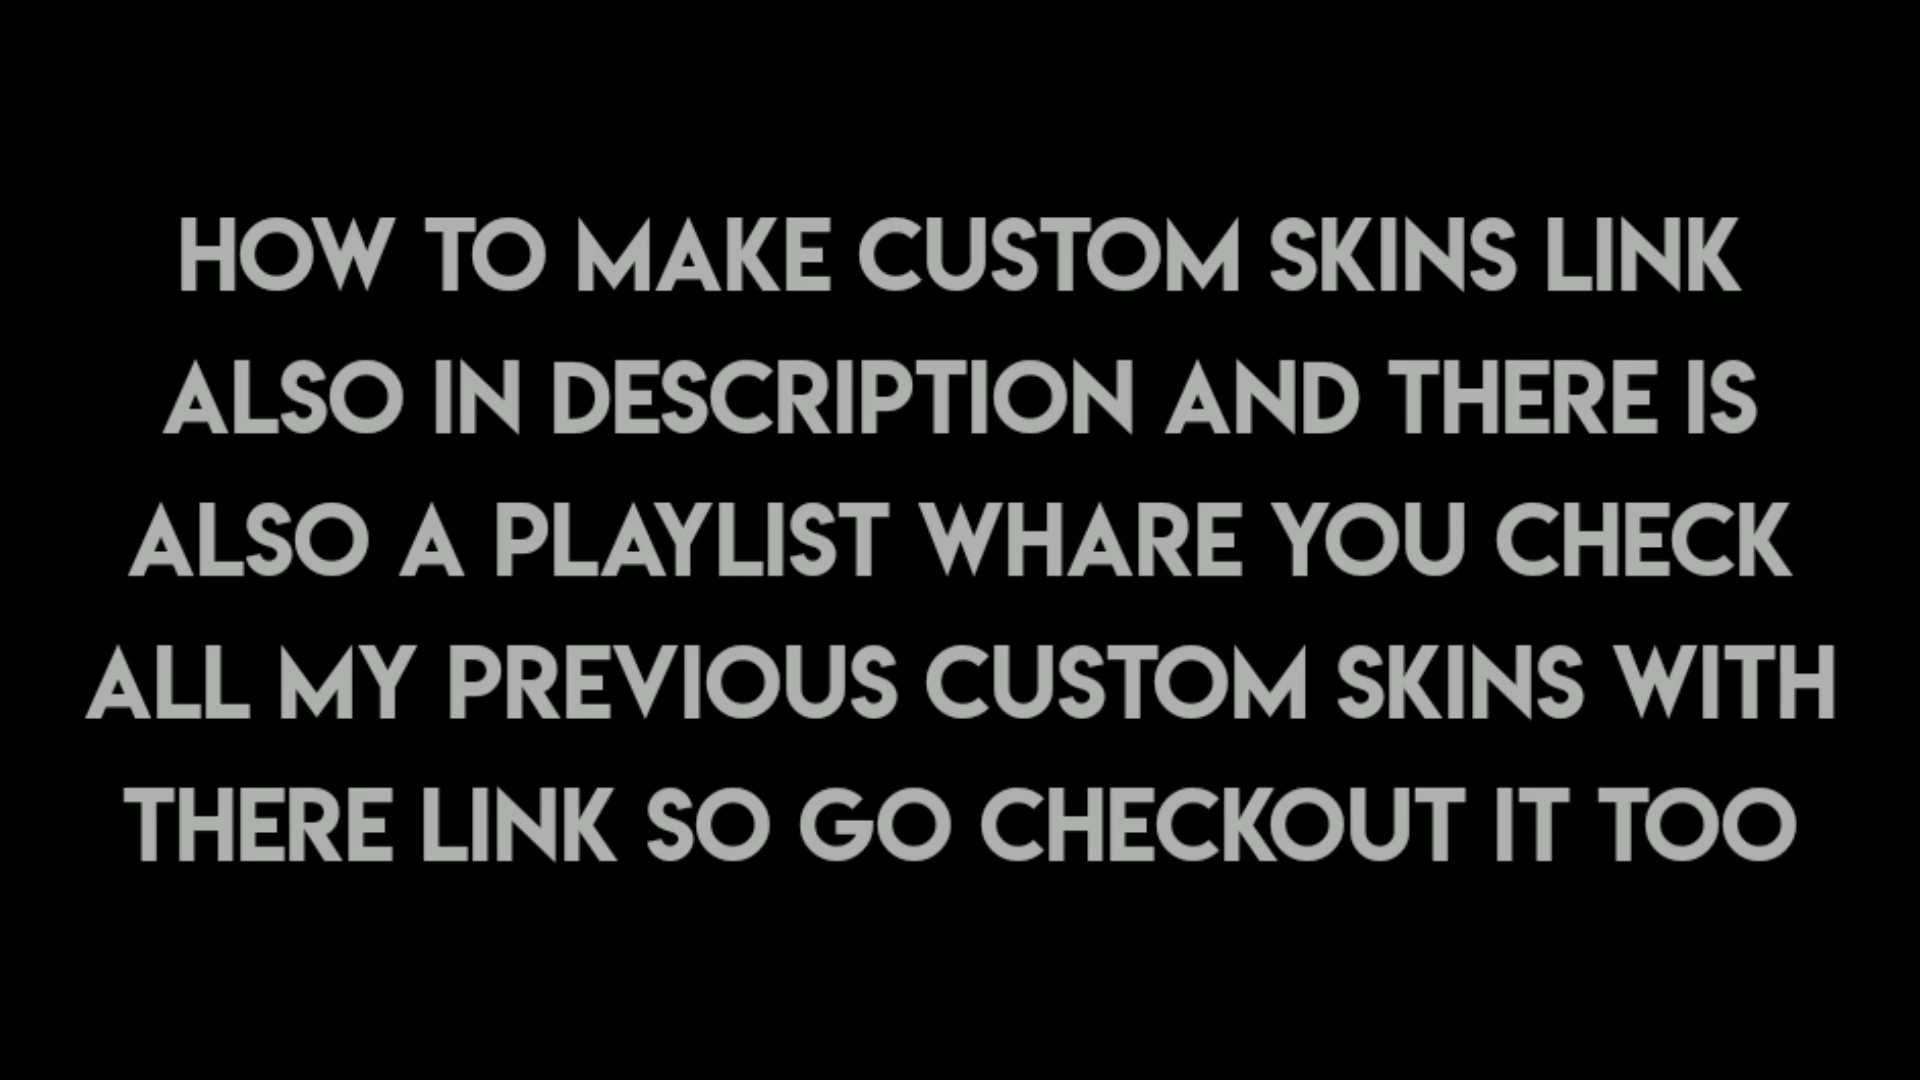 HOW TO MAKE CUSTOM SKINS LINK
ALSO IN DESCRIPTION AND THERE IS
ALSO A PLAYLIST WHARE YOU CHECK
ALL MY PREVIOUS CUSTOM SKINS WITH
THERE LINK SO GO CHECKOUT IT TOO